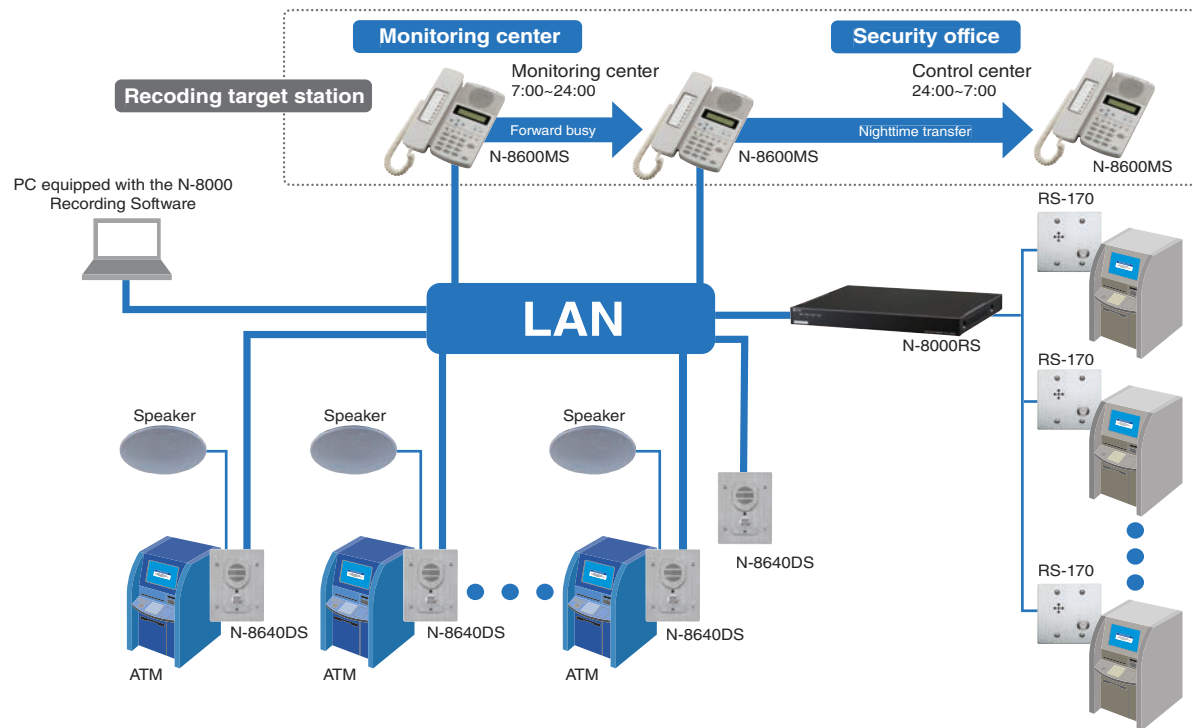 Monitoring center
Security office
Recoding target station
Monitoring center
7:00~24:00
Control center
24:00~7:00
Forward busy
Nighttime transfer
N-8600MS
N-8600MS
N-8600MS
PC equipped with the N-8000
Recording Software
RS-170
LAN
N-8000RS
RS-170
Speaker
Speaker
Speaker
N-8640DS
RS-170
N-8640DS
N-8640DS
N-8640DS
ATM
ATM
ATM